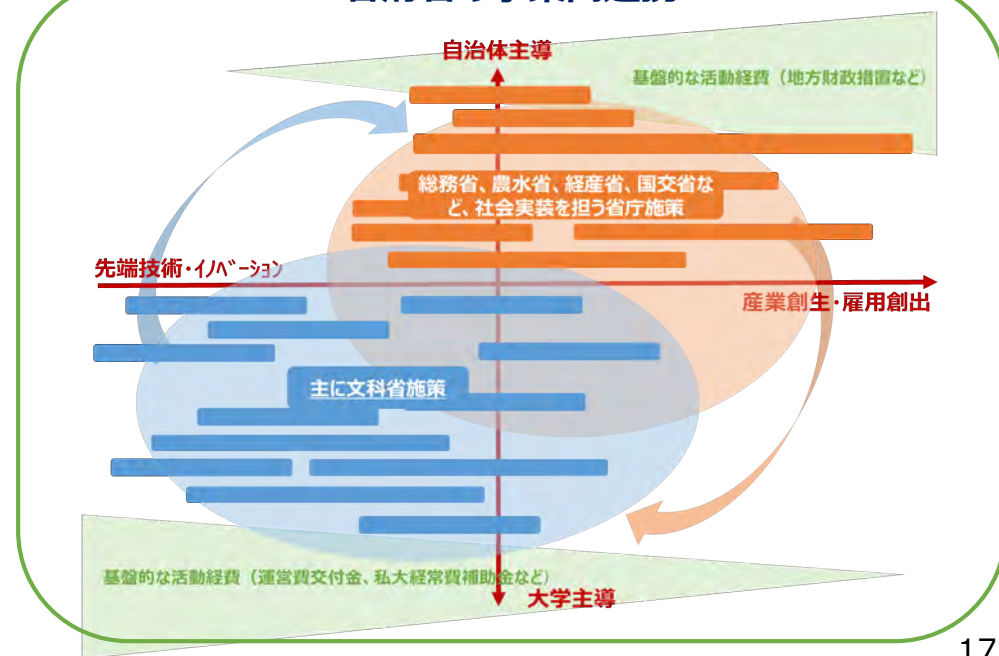 自治体主導
基盤的な活動経費（地方財政措置など）
総務省、農水省、経産省、国交省な
ど、社会実装を担う省庁施策
先端技術・イノベーション
産業創生・雇用創出
主に文科省施策
基盤的な活動経費（運営費交付金、私大経常費補助金など）
大学主導
17